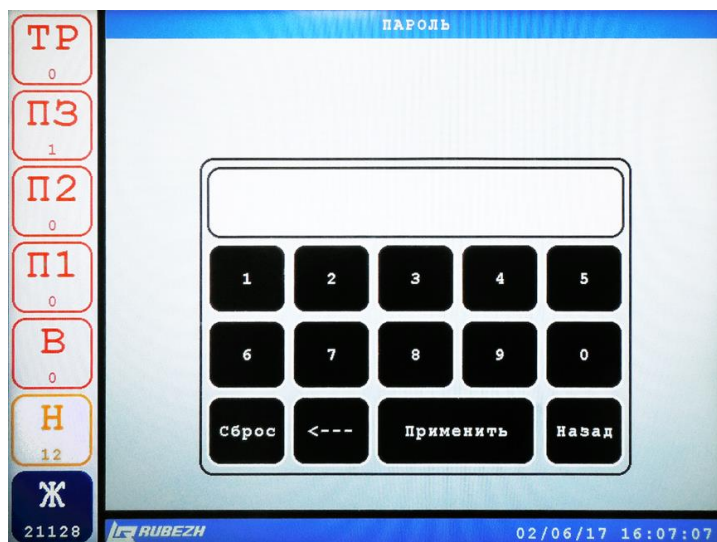 ПАРОЛЬ
ТР
0
П3
1
П2
0
П1
0
В
0
Н
12
Ж
21128
1 2 3 4 5
6 7 8 9 0
Сброс <--- Применить Назад
RUBEZH 02/06/17 16:07:07